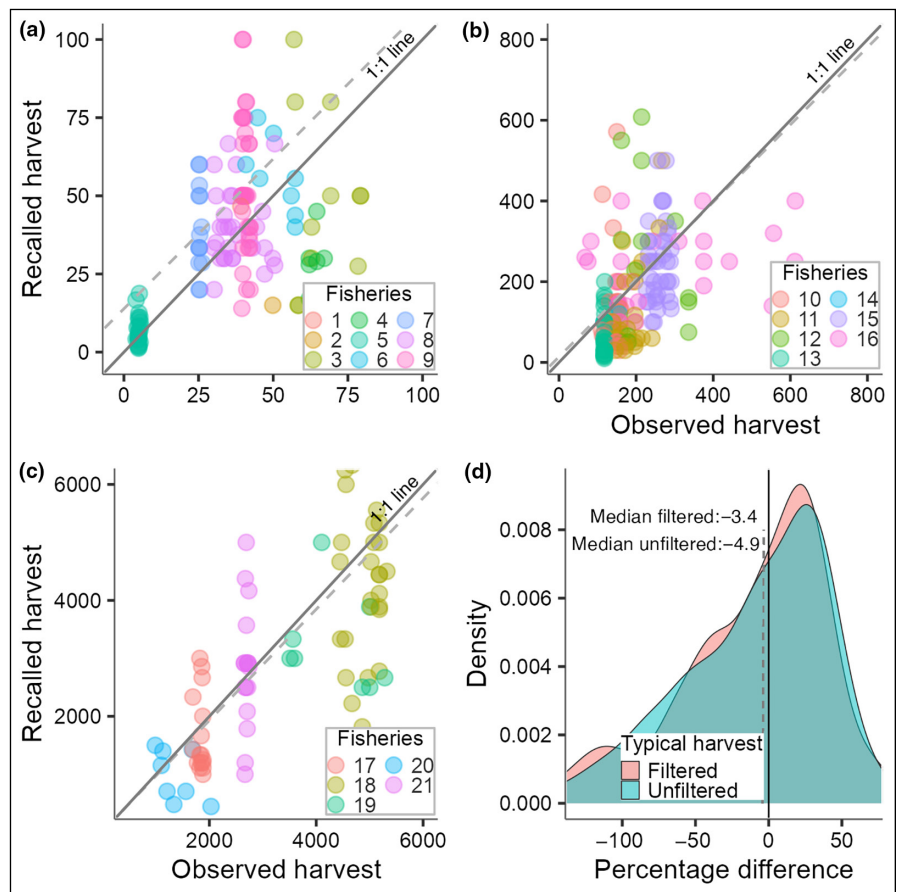 (a)
100
75
50
25
0
Recalled harvest
1:1 line
Fisheries
1 4 7
2 5 8
3 6 9
0 25 50 75 100
(b)
800
600
400
200
0
1:1 line
Fisheries
10 14
11 15
12 16
13
0 200 400 600 800
Observed harvest
(c)
6000
4000
2000
Recalled harvest
1:1 line
Fisheries
17 20
18 21
19
2000 4000 6000
Observed harvest
(d)
0.008
0.006
0.004
0.002
0.000
Density
Median filtered:−3.4
Median unfiltered:−4.9
Typical harvest
Filtered
Unfiltered
−100 −50 0 50
Percentage difference